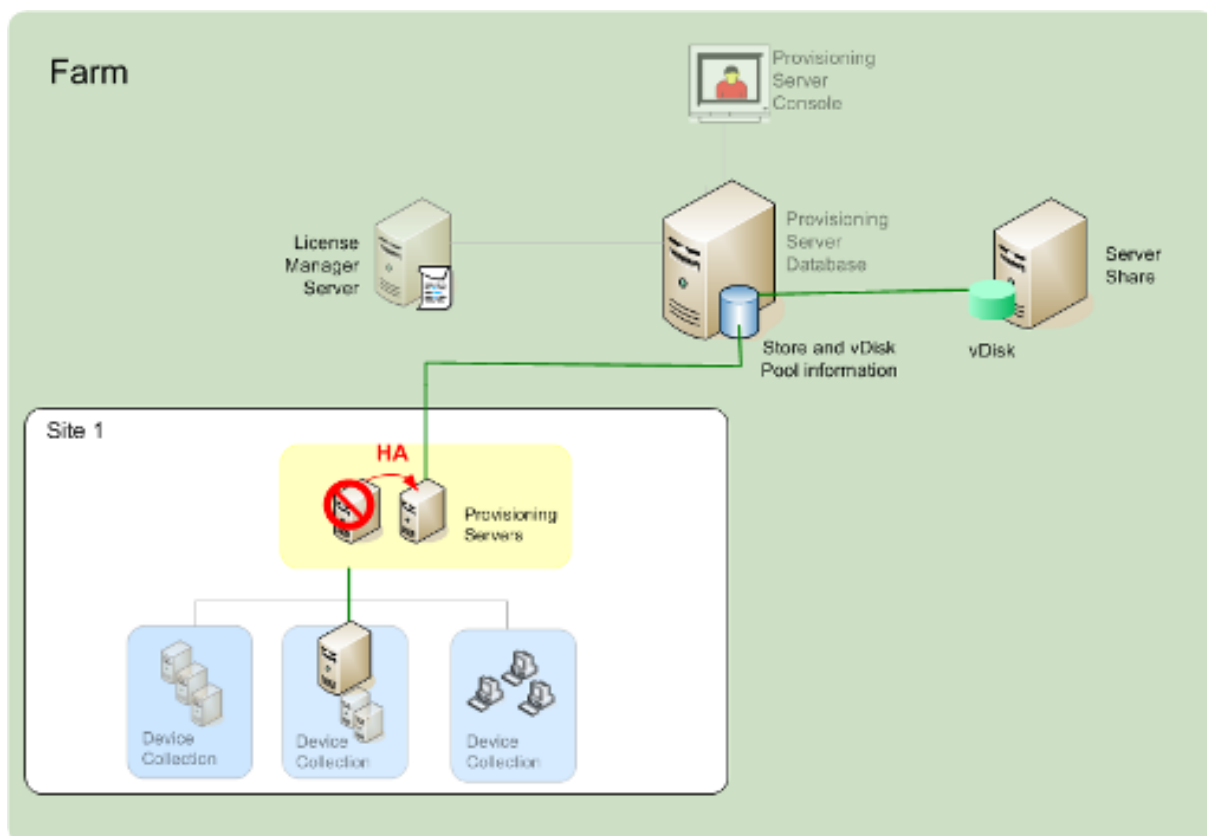 Farm
Provisioning
Server
Console
License
Manager
Server
Provisioning
Server
Database
Server
Share
Store and vDisk
Pool information
vDisk
Site 1
HA
Provisioning
Servers
Device
Collection
Device
Collection
Device
Collection